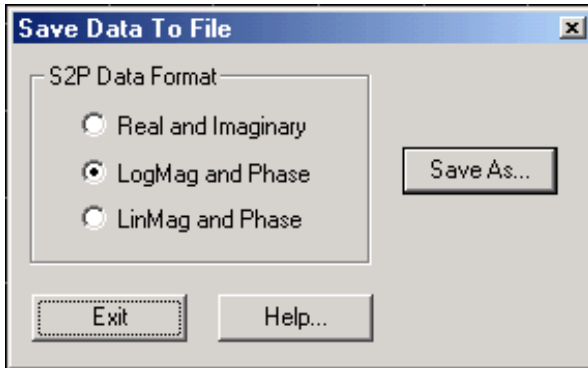 Save Data To File
S2P Data Format
Real and Imaginary
LogMag and Phase
LinMag and Phase
Save As...
Exit
Help...